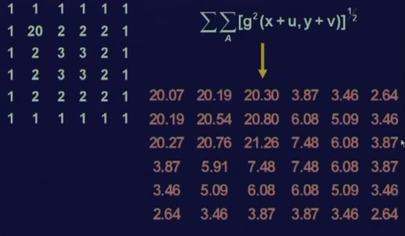 1 1 1 1 1 1
1 20 2 2 2 1
1 2 3 3 2 1
1 2 3 3 2 1
1 2 2 2 2 1
1 1 1 1 1 1
∑∑[g²(x+u,y+v)]^½
A
20.07 20.19 20.30 3.87 3.46 2.64
20.19 20.54 20.80 6.08 5.09 3.46
20.27 20.76 21.26 7.48 6.08 3.87
3.87 5.91 7.48 7.48 6.08 3.87
3.46 5.09 6.08 6.08 5.09 3.46
2.64 3.46 3.87 3.87 3.46 2.64